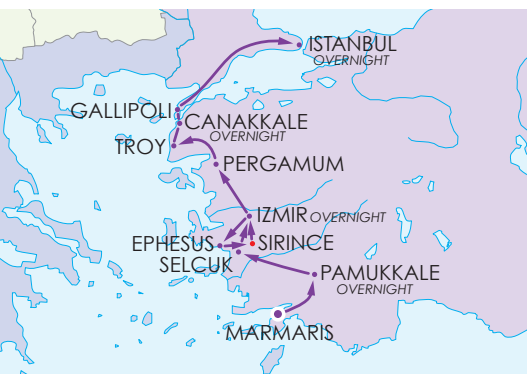 ISTANBUL
OVERNIGHT
GALLIPOLI
CANAKKALE
OVERNIGHT
TROY
PERGAMUM
IZMIR OVERNIGHT
EPHESUS
SIRINCE
SELCUK
PAMUKKALE
OVERNIGHT
MARMARIS